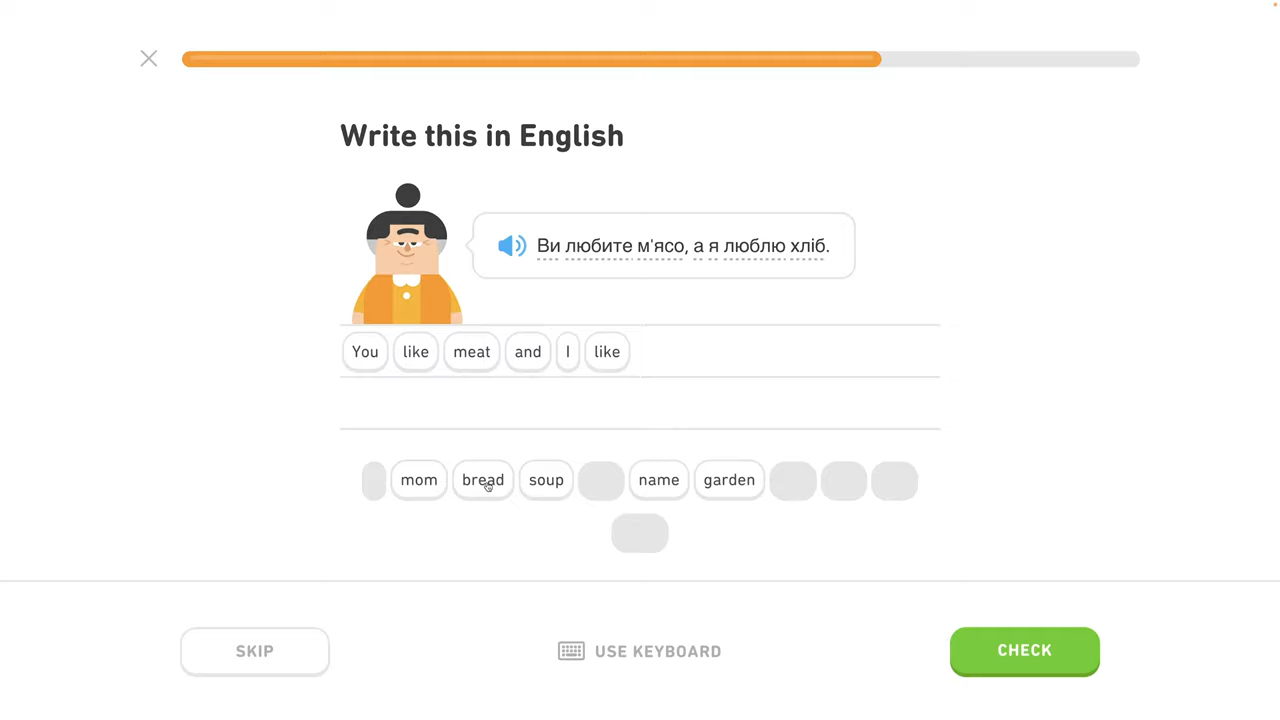 Write this in English
Ви любите м'ясо, а я люблю хліб.
You like meat and I like
mom bread soup name garden
SKIP USE KEYBOARD CHECK